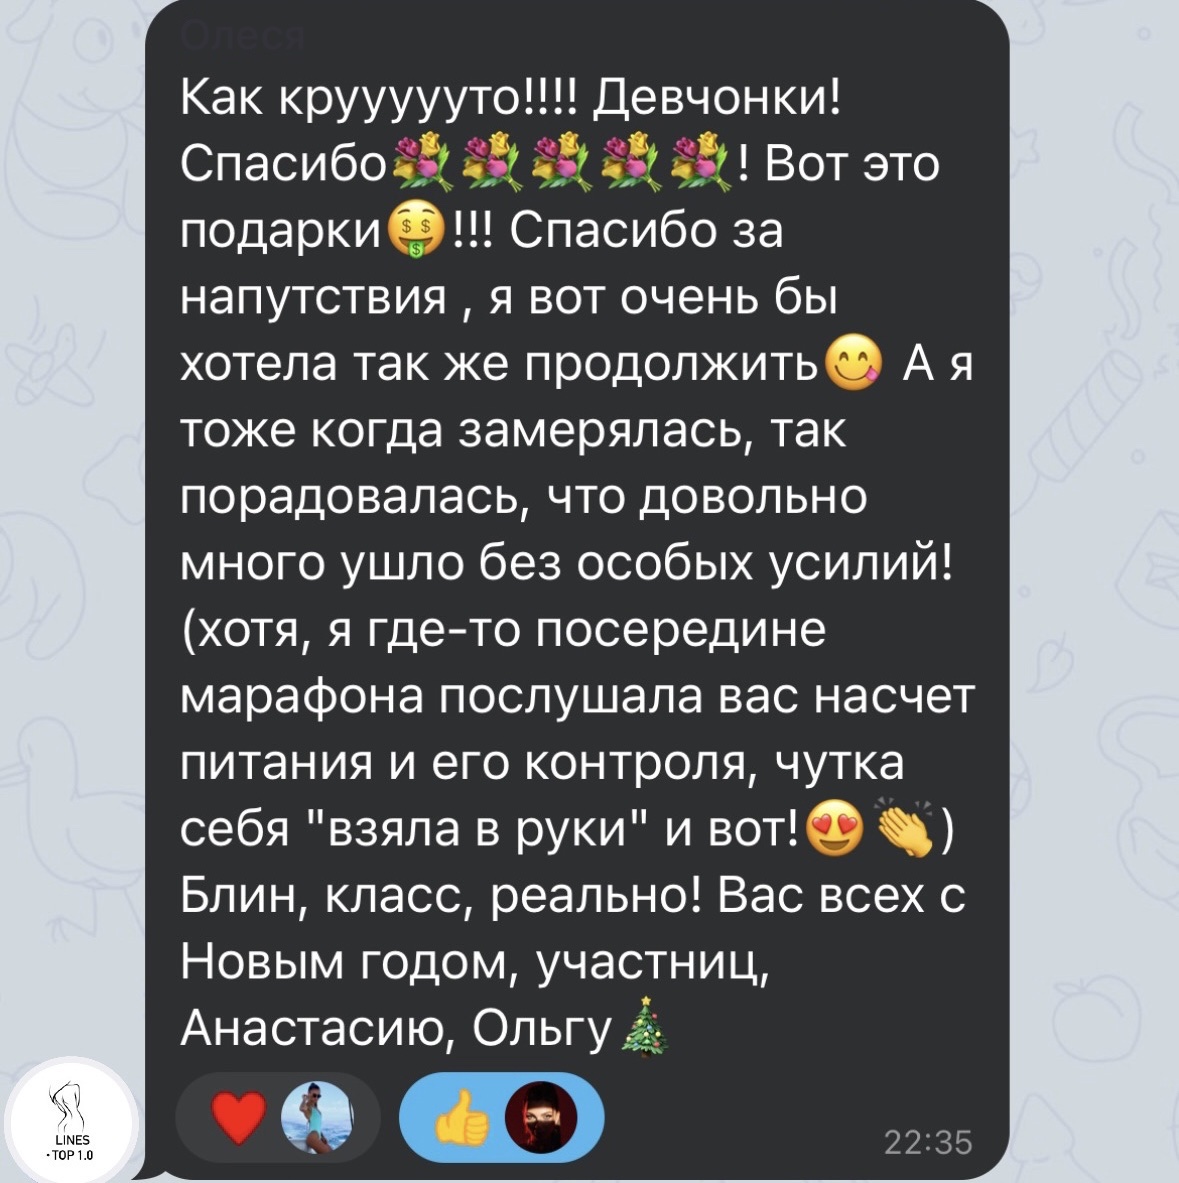 Олеся
Как круууууто!!!! Девчонки!
Спасибо💐💐💐💐💐! Вот это
подарки🤑!!! Спасибо за
напутствия , я вот очень бы
хотела так же продолжить😋 А я
тоже когда замерялась, так
порадовалась, что довольно
много ушло без особых усилий!
(хотя, я где-то посередине
марафона послушала вас насчет
питания и его контроля, чутка
себя "взяла в руки" и вот!😍👏)
Блин, класс, реально! Вас всех с
Новым годом, участниц,
Анастасию, Ольгу🎄
22:35
LINES
·TOP 1.0